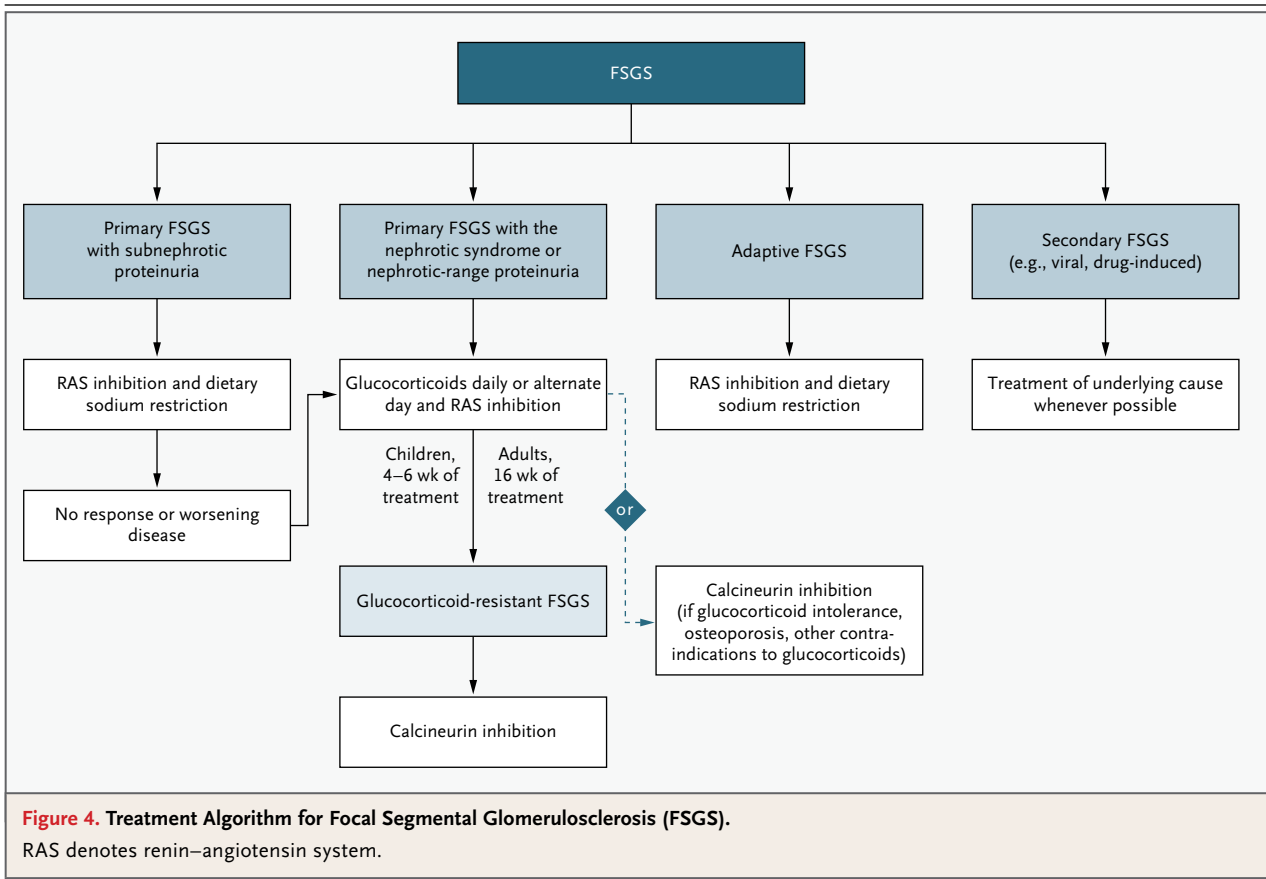 FSGS
Primary FSGS
with subnephrotic
proteinuria
Primary FSGS with the
nephrotic syndrome or
nephrotic-range proteinuria
Adaptive FSGS
Secondary FSGS
(e.g., viral, drug-induced)
RAS inhibition and dietary
sodium restriction
Glucocorticoids daily or alternate
day and RAS inhibition
RAS inhibition and dietary
sodium restriction
Treatment of underlying cause
whenever possible
Children,
4–6 wk of
treatment
Adults,
16 wk of
treatment
No response or worsening
disease
or
Glucocorticoid-resistant FSGS
Calcineurin inhibition
(if glucocorticoid intolerance,
osteoporosis, other contra-
indications to glucocorticoids)
Calcineurin inhibition
Figure 4. Treatment Algorithm for Focal Segmental Glomerulosclerosis (FSGS).
RAS denotes renin–angiotensin system.